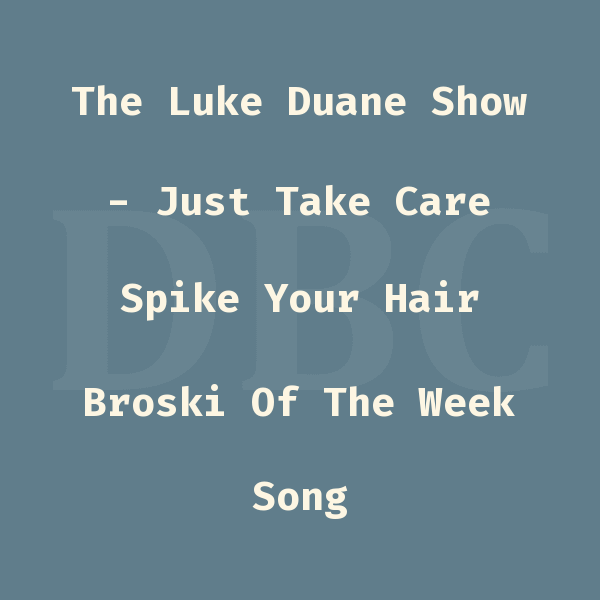 The Luke Duane Show
– Just Take Care
Spike Your Hair
Broski Of The Week
Song
DBC